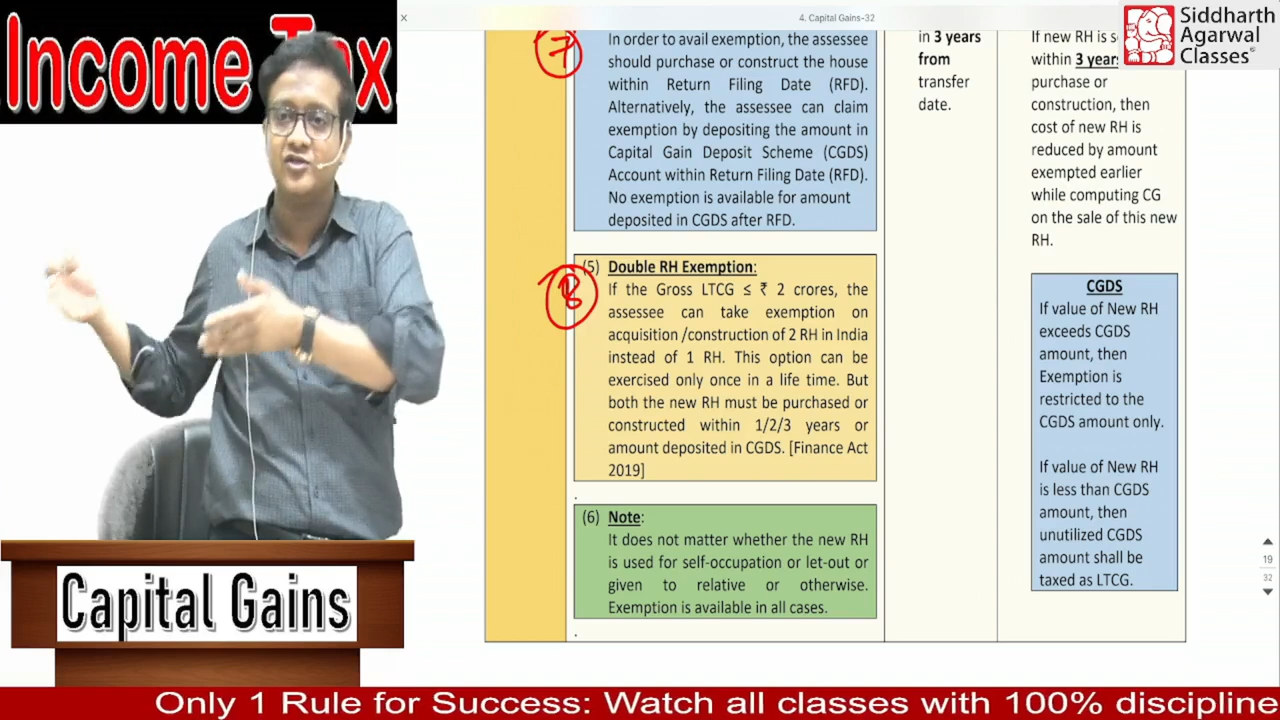 Income Tax
×
4. Capital Gains-32
Siddharth
Agarwal
Classes
7
In order to avail exemption, the assessee
should purchase or construct the house
within Return Filing Date (RFD).
Alternatively, the assessee can claim
exemption by depositing the amount in
Capital Gain Deposit Scheme (CGDS)
Account within Return Filing Date (RFD).
No exemption is available for amount
deposited in CGDS after RFD.
8
(5) Double RH Exemption:
If the Gross LTCG ≤ ₹ 2 crores, the
assessee can take exemption on
acquisition /construction of 2 RH in India
instead of 1 RH. This option can be
exercised only once in a life time. But
both the new RH must be purchased or
constructed within 1/2/3 years or
amount deposited in CGDS. [Finance Act
2019]
.
(6) Note:
It does not matter whether the new RH
is used for self-occupation or let-out or
given to relative or otherwise.
Exemption is available in all cases.
.
in 3 years
from
transfer
date.
If new RH is
within 3 years
purchase or
construction, then
cost of new RH is
reduced by amount
exempted earlier
while computing CG
on the sale of this new
RH.
CGDS
If value of New RH
exceeds CGDS
amount, then
Exemption is
restricted to the
CGDS amount only.
If value of New RH
is less than CGDS
amount, then
unutilized CGDS
amount shall be
taxed as LTCG.
19
32
Capital Gains
Only 1 Rule for Success: Watch all classes with 100% discipline